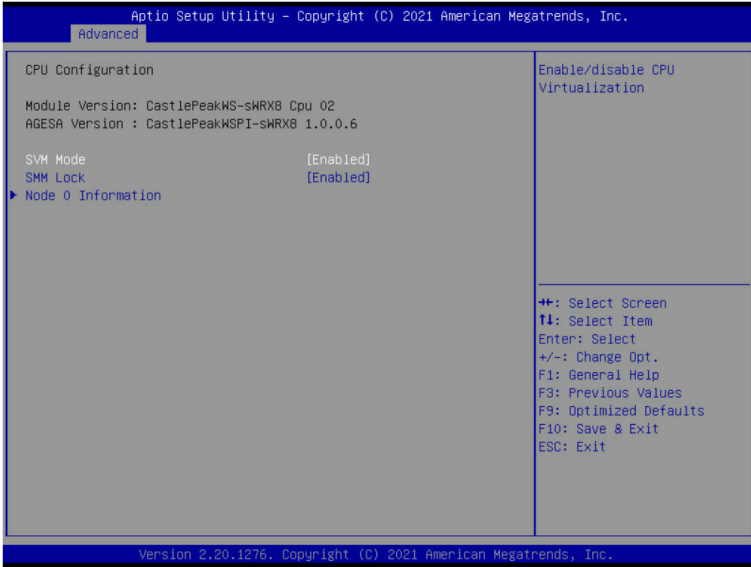 Aptio Setup Utility – Copyright (C) 2021 American Megatrends, Inc.
Advanced
CPU Configuration
Module Version: CastlePeakWS-sWRX8 Cpu 02
AGESA Version : CastlePeakWSPI-sWRX8 1.0.0.6
SVM Mode [Enabled]
SMM Lock [Enabled]
Node 0 Information
Enable/disable CPU
Virtualization
→←: Select Screen
↑↓: Select Item
Enter: Select
+/-: Change Opt.
F1: General Help
F3: Previous Values
F9: Optimized Defaults
F10: Save & Exit
ESC: Exit
Version 2.20.1276. Copyright (C) 2021 American Megatrends, Inc.